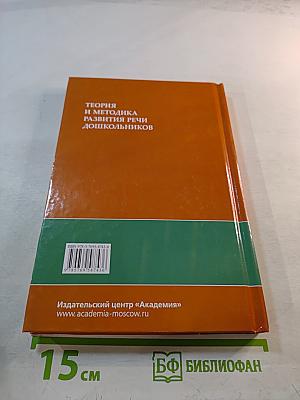 ТЕОРИЯ
И МЕТОДИКА
РАЗВИТИЯ РЕЧИ
ДОШКОЛЬНИКОВ
Издательский центр «Академия»
www.academia-moscow.ru
15 см
БФ БИБЛИОФАН